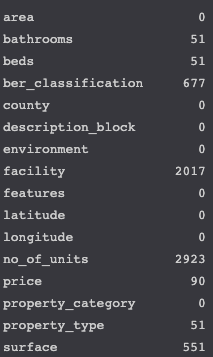 area 0
bathrooms 51
beds 51
ber_classification 677
county 0
description_block 0
environment 0
facility 2017
features 0
latitude 0
longitude 0
no_of_units 2923
price 90
property_category 0
property_type 51
surface 551